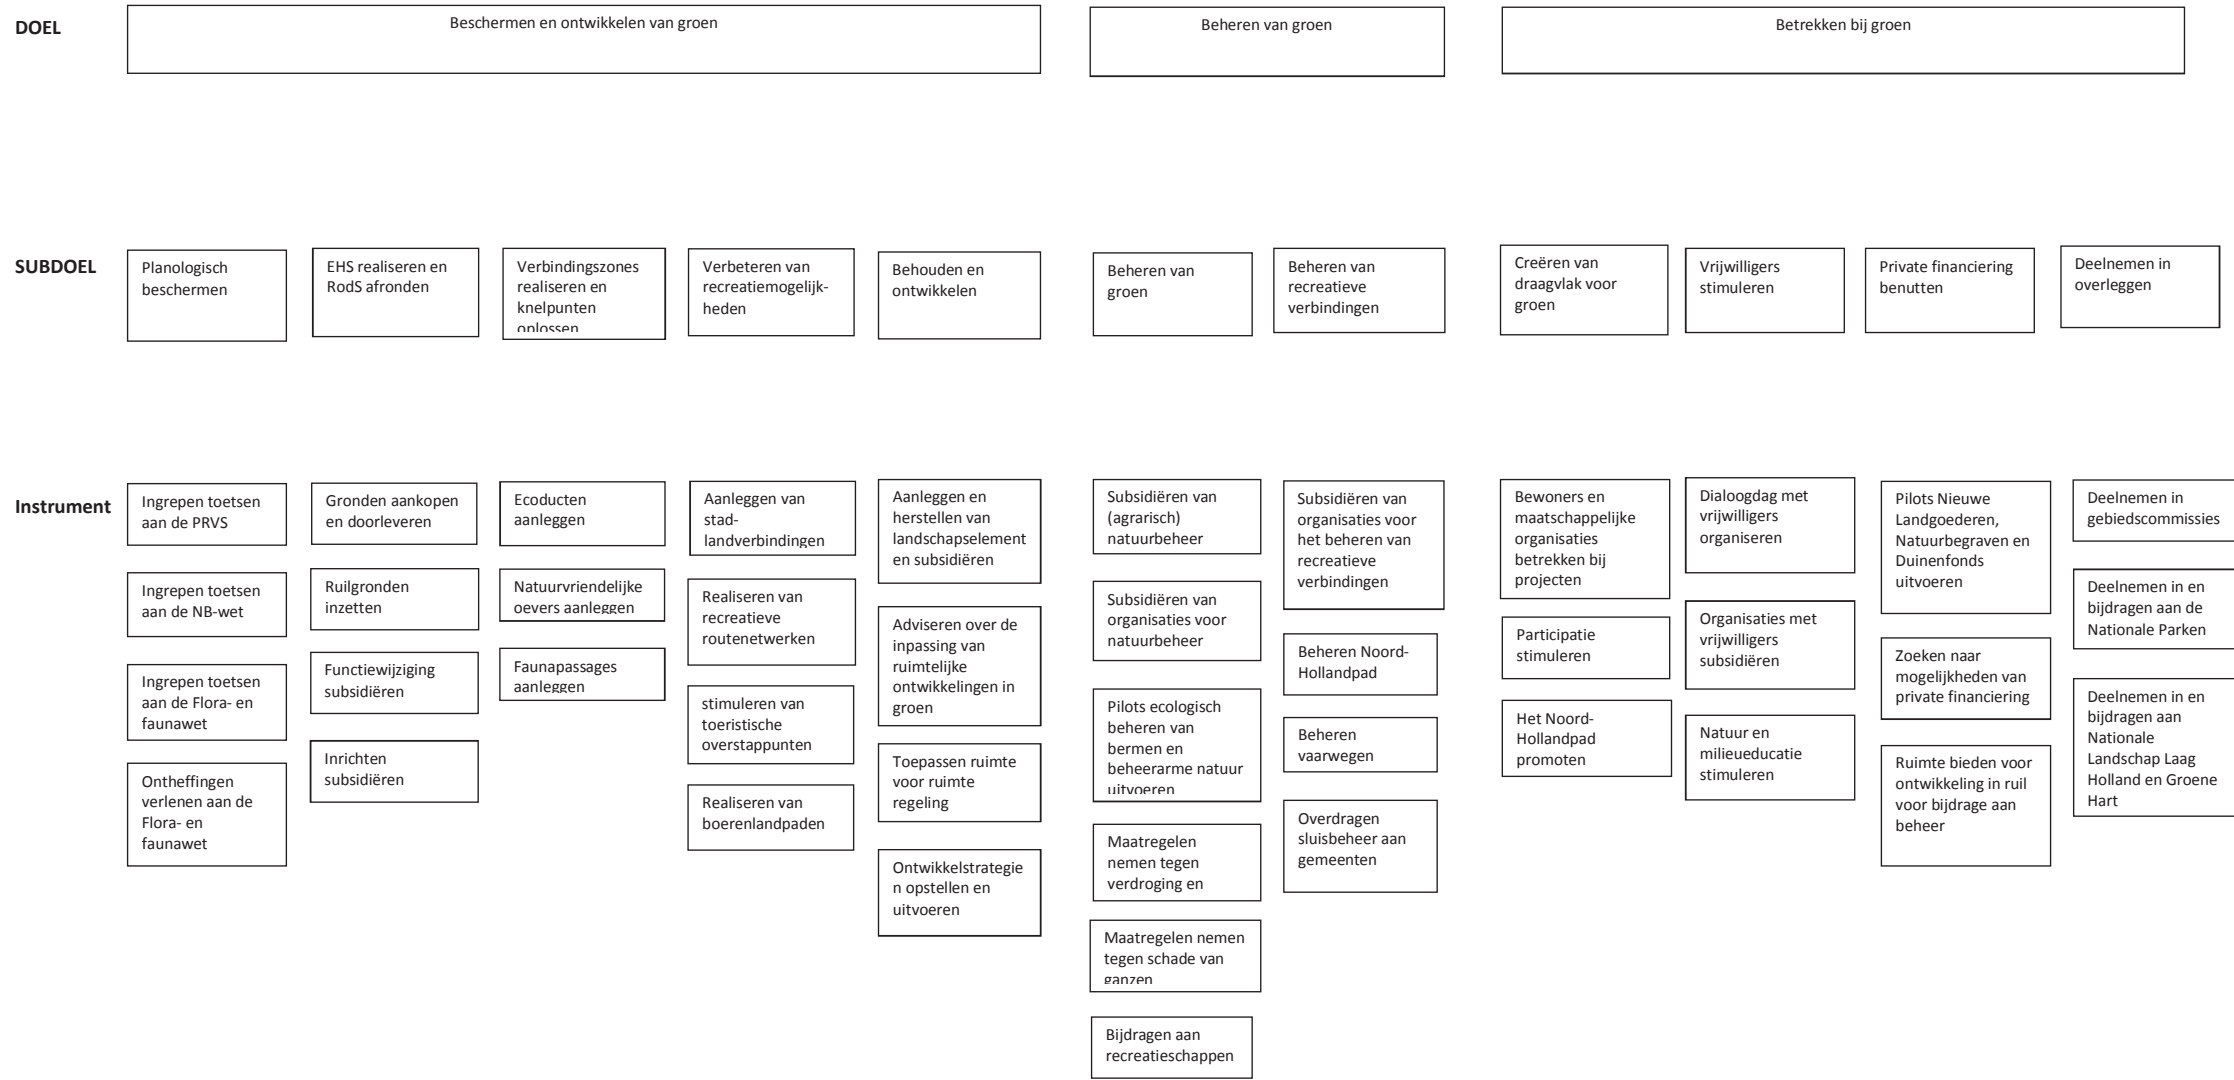 DOEL
Beschermen en ontwikkelen van groen
Beheren van groen
Betrekken bij groen
SUBDOEL
Planologisch
beschermen
EHS realiseren en
RodS afronden
Verbindingszones
realiseren en
knelpunten
oplossen
Verbeteren van
recreatiemogelijk-
heden
Behouden en
ontwikkelen
Beheren van
groen
Beheren van
recreatieve
verbindingen
Creëren van
draagvlak voor
groen
Vrijwilligers
stimuleren
Private financiering
benutten
Deelnemen in
overleggen
Instrument
Ingrepen toetsen
aan de PRVS
Ingrepen toetsen
aan de NB-wet
Ingrepen toetsen
aan de Flora- en
faunawet
Ontheffingen
verlenen aan de
Flora- en
faunawet
Gronden aankopen
en doorleveren
Ruilgronden
inzetten
Functiewijziging
subsidiëren
Inrichten
subsidiëren
Ecoducten
aanleggen
Natuurvriendelijke
oevers aanleggen
Faunapassages
aanleggen
Aanleggen van
stad-
landverbindingen
Realiseren van
recreatieve
routenetwerken
stimuleren van
toeristische
overstappunten
Realiseren van
boerenlandpaden
Aanleggen en
herstellen van
landschapselement
en subsidiëren
Adviseren over de
inpassing van
ruimtelijke
ontwikkelingen in
groen
Toepassen ruimte
voor ruimte
regeling
Ontwikkelstrategie
n opstellen en
uitvoeren
Subsidiëren van
(agrarisch)
natuurbeheer
Subsidiëren van
organisaties voor
natuurbeheer
Pilots ecologisch
beheren van
bermen en
beheerarme natuur
uitvoeren
Maatregelen
nemen tegen
verdroging en
Maatregelen nemen
tegen schade van
ganzen
Bijdragen aan
recreatieschappen
Subsidiëren van
organisaties voor
het beheren van
recreatieve
verbindingen
Beheren Noord-
Hollandpad
Beheren
vaarwegen
Overdragen
sluisbeheer aan
gemeenten
Bewoners en
maatschappelijke
organisaties
betrekken bij
projecten
Participatie
stimuleren
Het Noord-
Hollandpad
promoten
Dialoogdag met
vrijwilligers
organiseren
Organisaties met
vrijwilligers
subsidiëren
Natuur en
milieueducatie
stimuleren
Pilots Nieuwe
Landgoederen,
Natuurbegraven en
Duinenfonds
uitvoeren
Zoeken naar
mogelijkheden van
private financiering
Ruimte bieden voor
ontwikkeling in ruil
voor bijdrage aan
beheer
Deelnemen in
gebiedscommissies
Deelnemen in en
bijdragen aan de
Nationale Parken
Deelnemen in en
bijdragen aan
Nationale
Landschap Laag
Holland en Groene
Hart